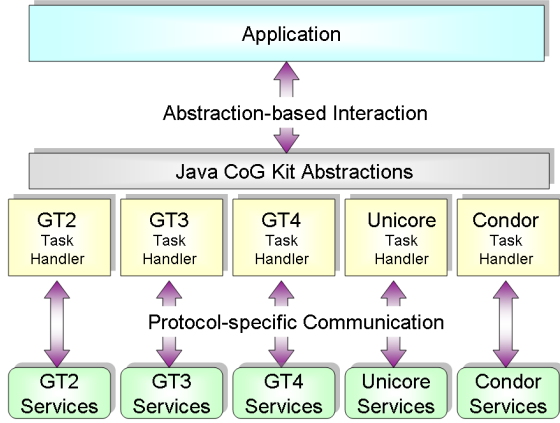 Application
Abstraction-based Interaction
Java CoG Kit Abstractions
GT2
Task
Handler
GT3
Task
Handler
GT4
Task
Handler
Unicore
Task
Handler
Condor
Task
Handler
Protocol-specific Communication
GT2
Services
GT3
Services
GT4
Services
Unicore
Services
Condor
Services